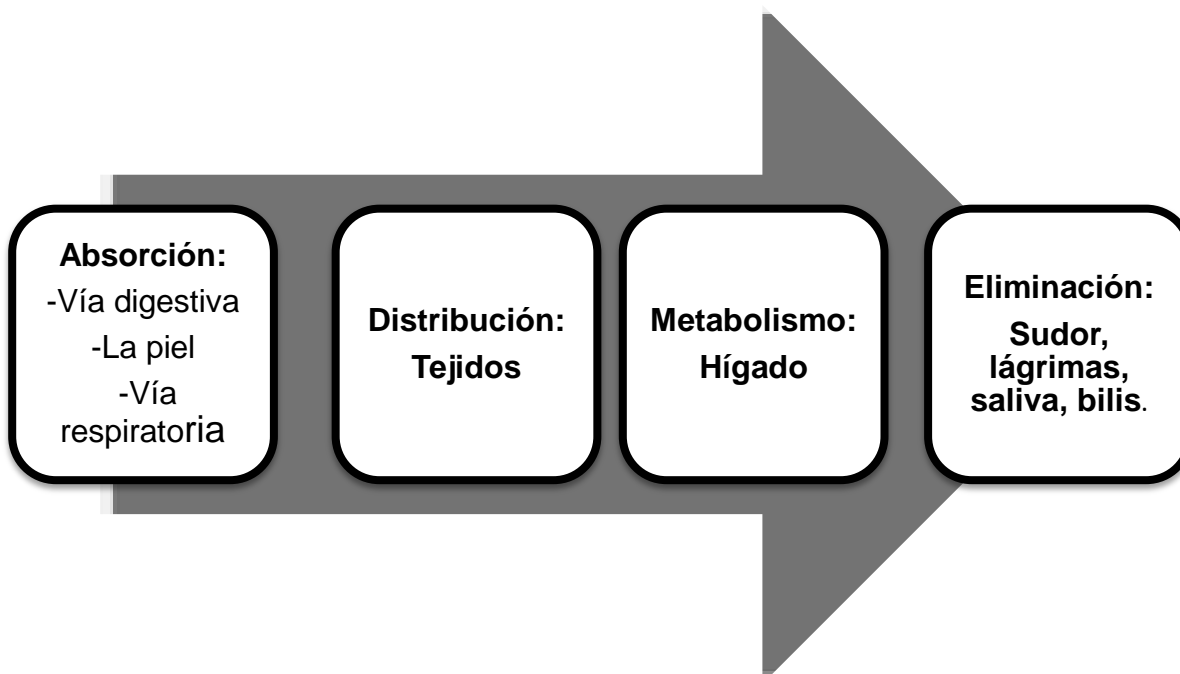 Absorción:
-Vía digestiva
-La piel
-Vía
respiratoria
Distribución:
Tejidos
Metabolismo:
Hígado
Eliminación:
Sudor,
lágrimas,
saliva, bilis.